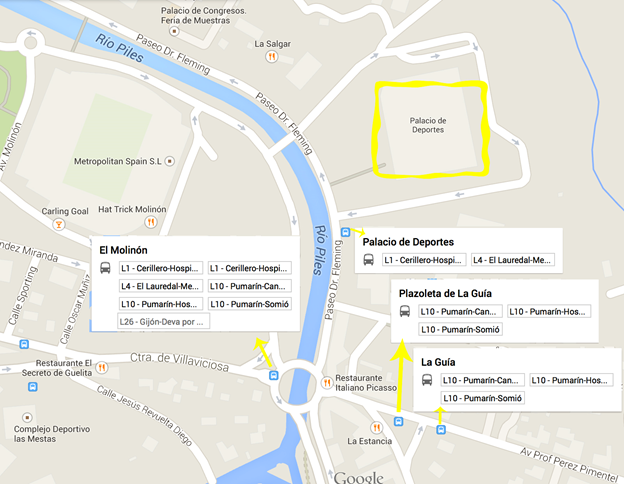 Palacio de Congresos.
Feria de Muestras
La Salgar
Río Piles
Paseo Dr. Fleming
Paseo Dr. Fleming
Palacio de
Deportes
Av. Molinón
Metropolitan Spain S.L
Carling Goal
Hat Trick Molinón
ndez Miranda
El Molinón
L1 - Cerillero-Hospi...
L1 - Cerillero-Hospi...
L4 - El Lauredal-Me...
L10 - Pumarín-Can...
L10 - Pumarín-Hos...
L10 - Pumarín-Somió
L26 - Gijón-Deva por ...
Río Piles
Paseo Dr. Fleming
Palacio de Deportes
L1 - Cerillero-Hospi...
L4 - El Lauredal-Me...
Plazoleta de La Guía
L10 - Pumarín-Can...
L10 - Pumarín-Hos...
L10 - Pumarín-Somió
La Guía
L10 - Pumarín-Can...
L10 - Pumarín-Hos...
L10 - Pumarín-Somió
Calle Sporting
Calle Oscar Muñiz
Ctra. de Villaviciosa
Restaurante El
Secreto de Guelita
Calle Jesus Revuelta Diego
Restaurante
Italiano Picasso
Complejo Deportivo
las Mestas
La Estancia
Av Prof Perez Pimentel
Google